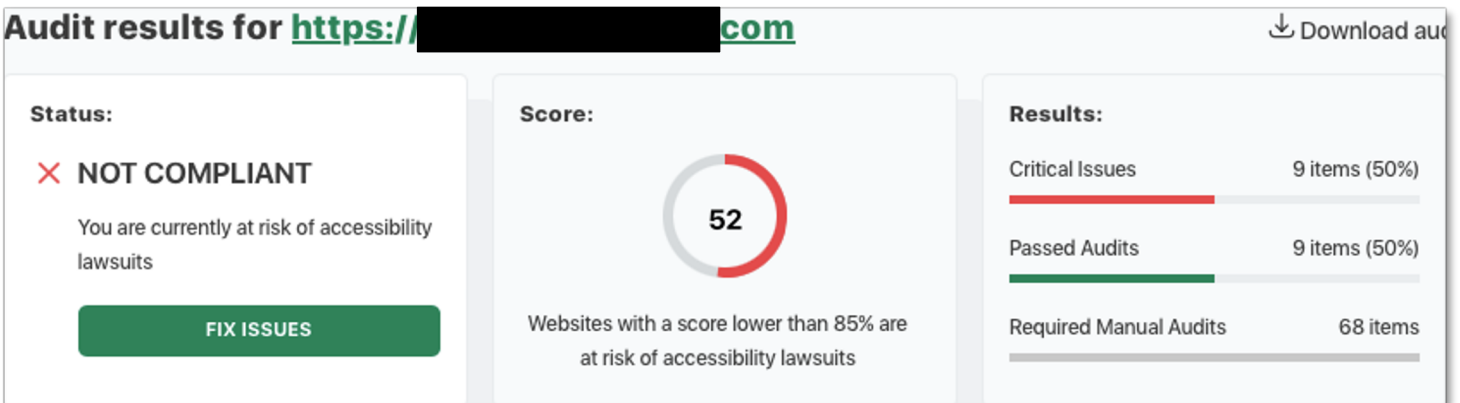 Audit results for https:// com
Download
Status:
NOT COMPLIANT
You are currently at risk of accessibility
lawsuits
FIX ISSUES
Score:
52
Websites with a score lower than 85% are
at risk of accessibility lawsuits
Results:
Critical Issues 9 items (50%)
Passed Audits 9 items (50%)
Required Manual Audits 68 items